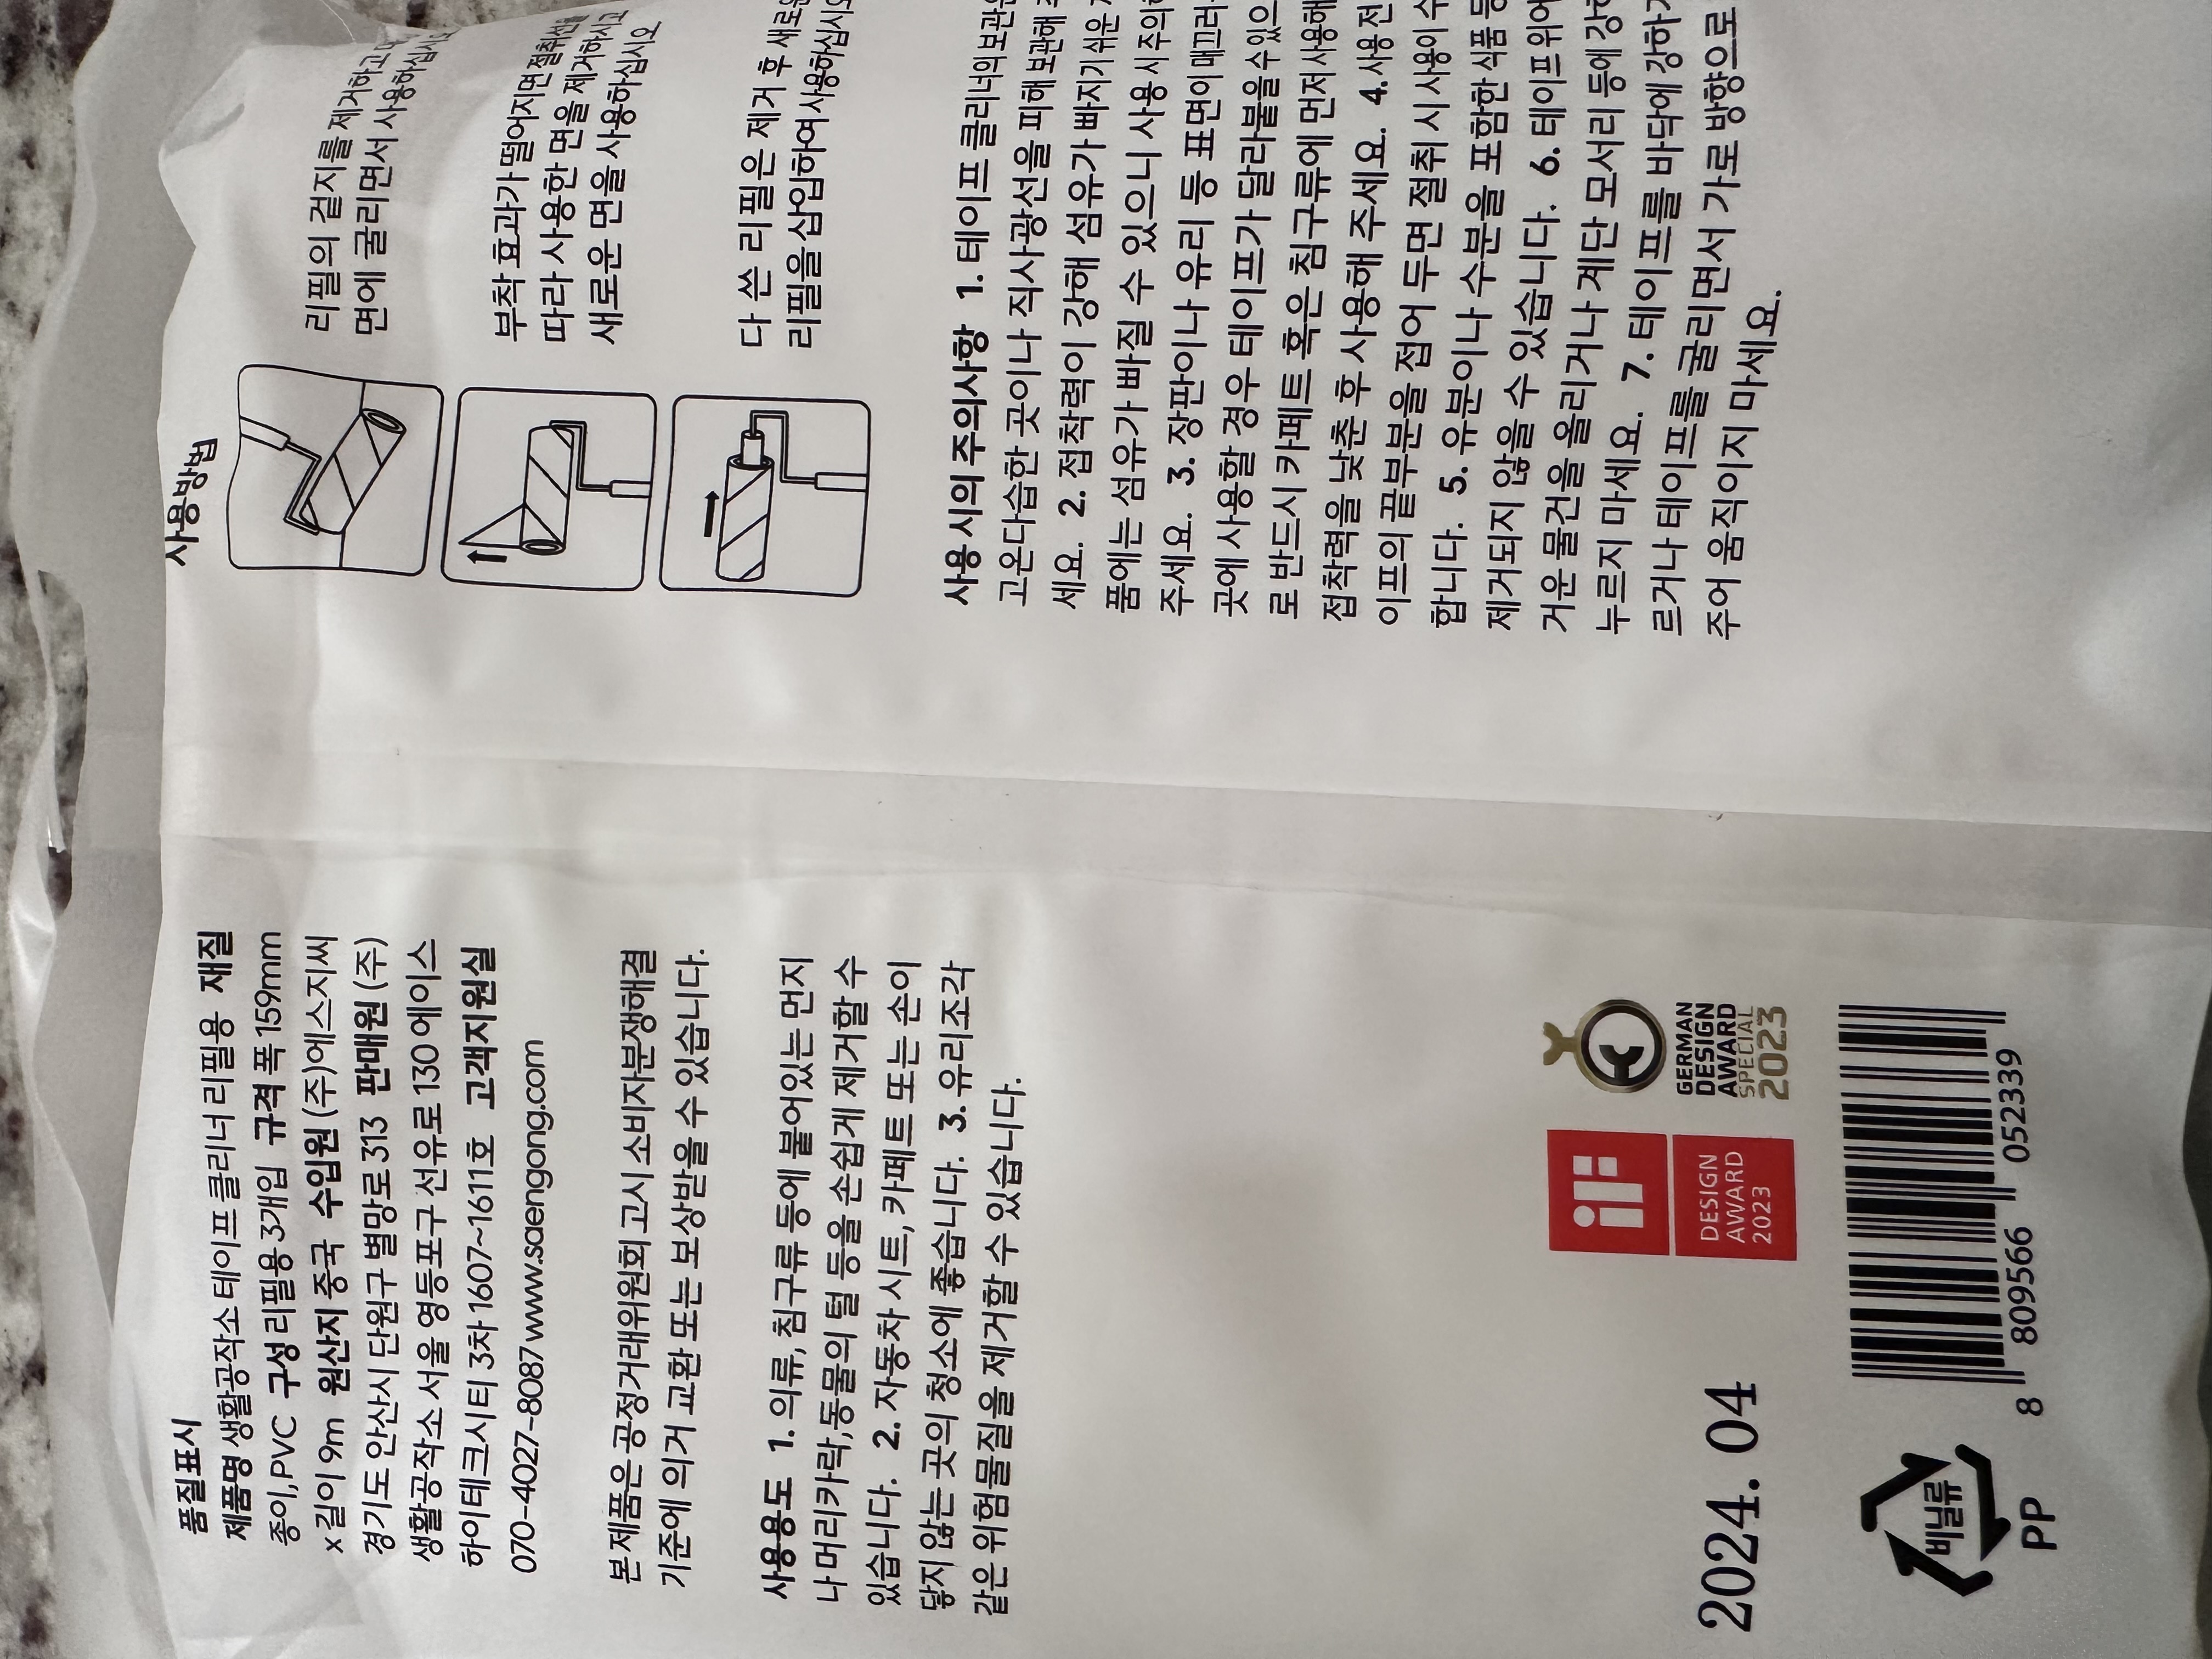 품질표시
제품명 생활공작소 테이프 클리너 리필용 재질
종이, PVC 구성 리필용 3개입 규격 폭 159mm
x 길이 9m 원산지 중국 수입원 (주)에스지씨
경기도 안산시 단원구 별망로 313 판매원 (주)
생활공작소 서울 영등포구 선유로 130 에이스
하이테크시티 3차 1607~1611호 고객지원실
070-4027-8087 www.saengong.com
본 제품은 공정거래위원회 고시 소비자분쟁해결
기준에 의거 교환 또는 보상받을 수 있습니다.
사용용도 1. 의류, 침구류 등에 붙어있는 먼지
나 머리카락, 동물의 털 등을 손쉽게 제거할 수
있습니다. 2. 자동차 시트, 카페트 또는 손이
닿지 않는 곳의 청소에 좋습니다. 3. 유리조각
같은 위험물질을 제거할 수 있습니다.
2024. 04
iF
DESIGN
AWARD
2023
GERMAN
DESIGN
AWARD
SPECIAL
2023
비닐류
PP
8 809566 052339
사용방법
리필의 겉지를 제거하고
면에 굴리면서 사용하십시오
부착 효과가 떨어지면 절취선을
따라 사용한 면을 제거하시고
새로운 면을 사용하십시오
다 쓴 리필은 제거 후 새로운
리필을 삽입하여 사용하십시오
사용 시의 주의사항 1. 테이프 클리너의 보관은
고온다습한 곳이나 직사광선을 피해 보관해
세요. 2. 접착력이 강해 섬유가 빠지기 쉬운
품에는 섬유가 빠질 수 있으니 사용 시 주의
주세요. 3. 장판이나 유리 등 표면이 매끄러
곳에 사용할 경우 테이프가 달라붙을 수 있으
로 반드시 카페트 혹은 침구류에 먼저 사용해
접착력을 낮춘 후 사용해 주세요. 4. 사용 전
이프의 끝부분을 접어 두면 절취 시 사용이 수
합니다. 5. 유분이나 수분을 포함한 식품 등
제거되지 않을 수 있습니다. 6. 테이프 위에
거운 물건을 올리거나 계단 모서리 등에 강하
누르지 마세요. 7. 테이프를 바닥에 강하게
르거나 테이프를 굴리면서 가로 방향으로
주어 움직이지 마세요.